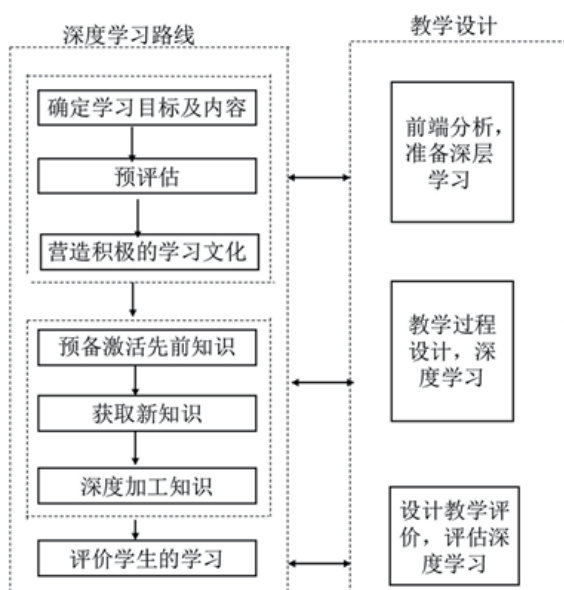 深度学习路线
教学设计
确定学习目标及内容
预评估
营造积极的学习文化
预备激活先前知识
获取新知识
深度加工知识
评价学生的学习
前端分析，
准备深层
学习
教学过程
设计，深
度学习
设计教学评
价，评估深
度学习